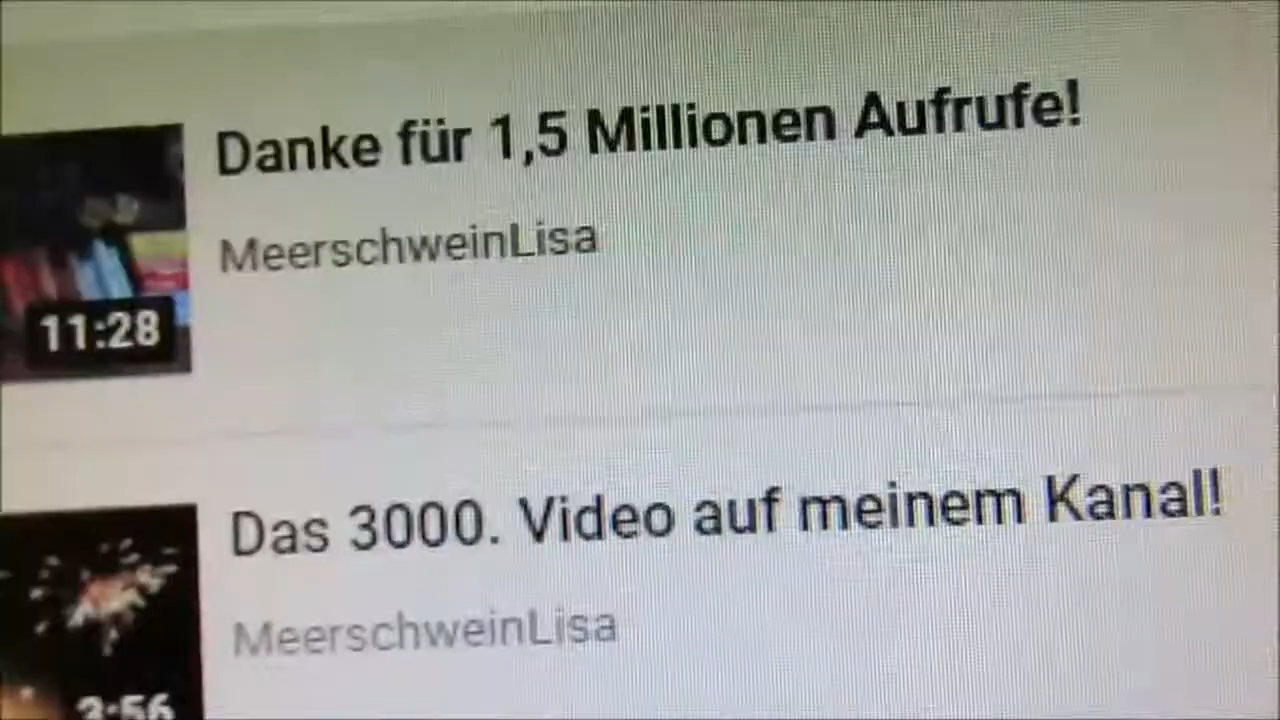 Danke für 1,5 Millionen Aufrufe!
MeerschweinLisa
11:28
Das 3000. Video auf meinem Kanal!
MeerschweinLisa
3:56